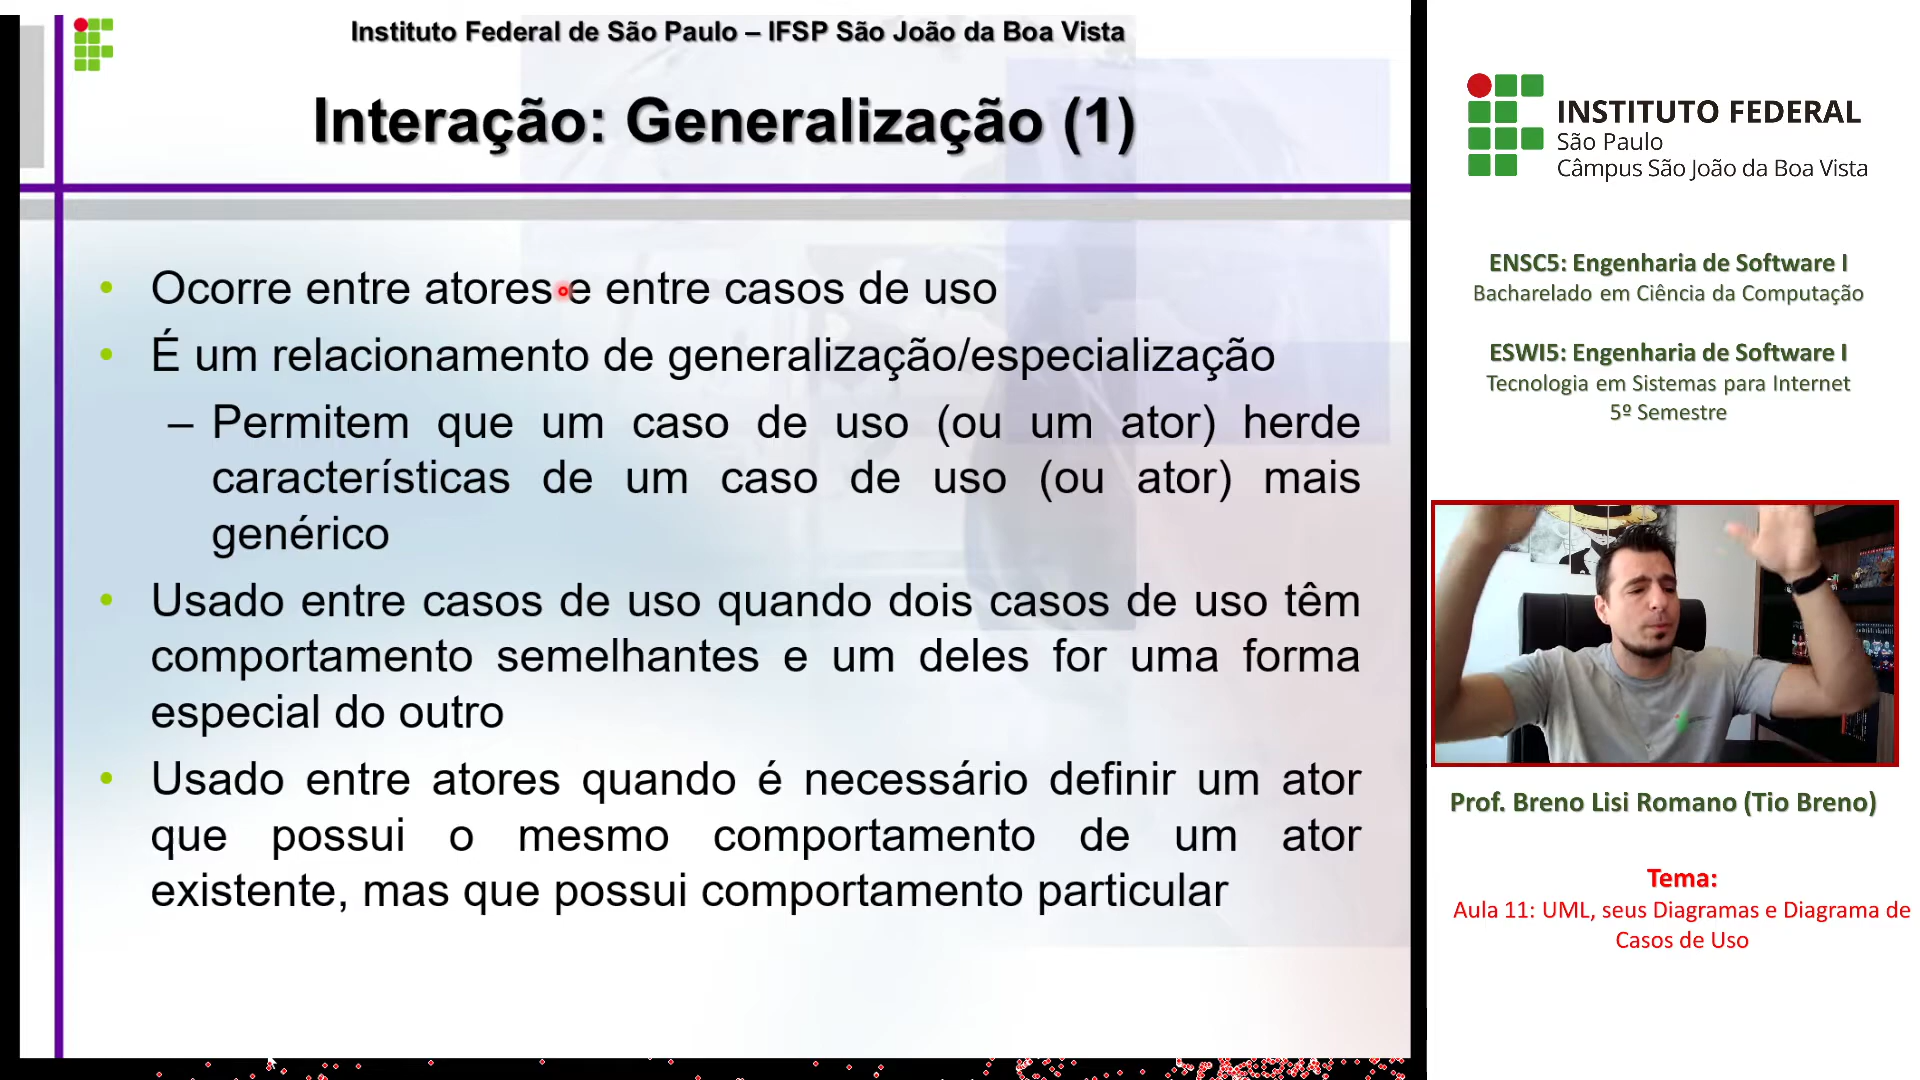 Instituto Federal de São Paulo – IFSP São João da Boa Vista
Interação: Generalização (1)
• Ocorre entre atores e entre casos de uso
• É um relacionamento de generalização/especialização
– Permitem que um caso de uso (ou um ator) herde
características de um caso de uso (ou ator) mais
genérico
• Usado entre casos de uso quando dois casos de uso têm
comportamento semelhantes e um deles for uma forma
especial do outro
• Usado entre atores quando é necessário definir um ator
que possui o mesmo comportamento de um ator
existente, mas que possui comportamento particular
INSTITUTO FEDERAL
São Paulo
Câmpus São João da Boa Vista
ENSC5: Engenharia de Software I
Bacharelado em Ciência da Computação
ESWI5: Engenharia de Software I
Tecnologia em Sistemas para Internet
5º Semestre
Prof. Breno Lisi Romano (Tio Breno)
Tema:
Aula 11: UML, seus Diagramas e Diagrama de
Casos de Uso